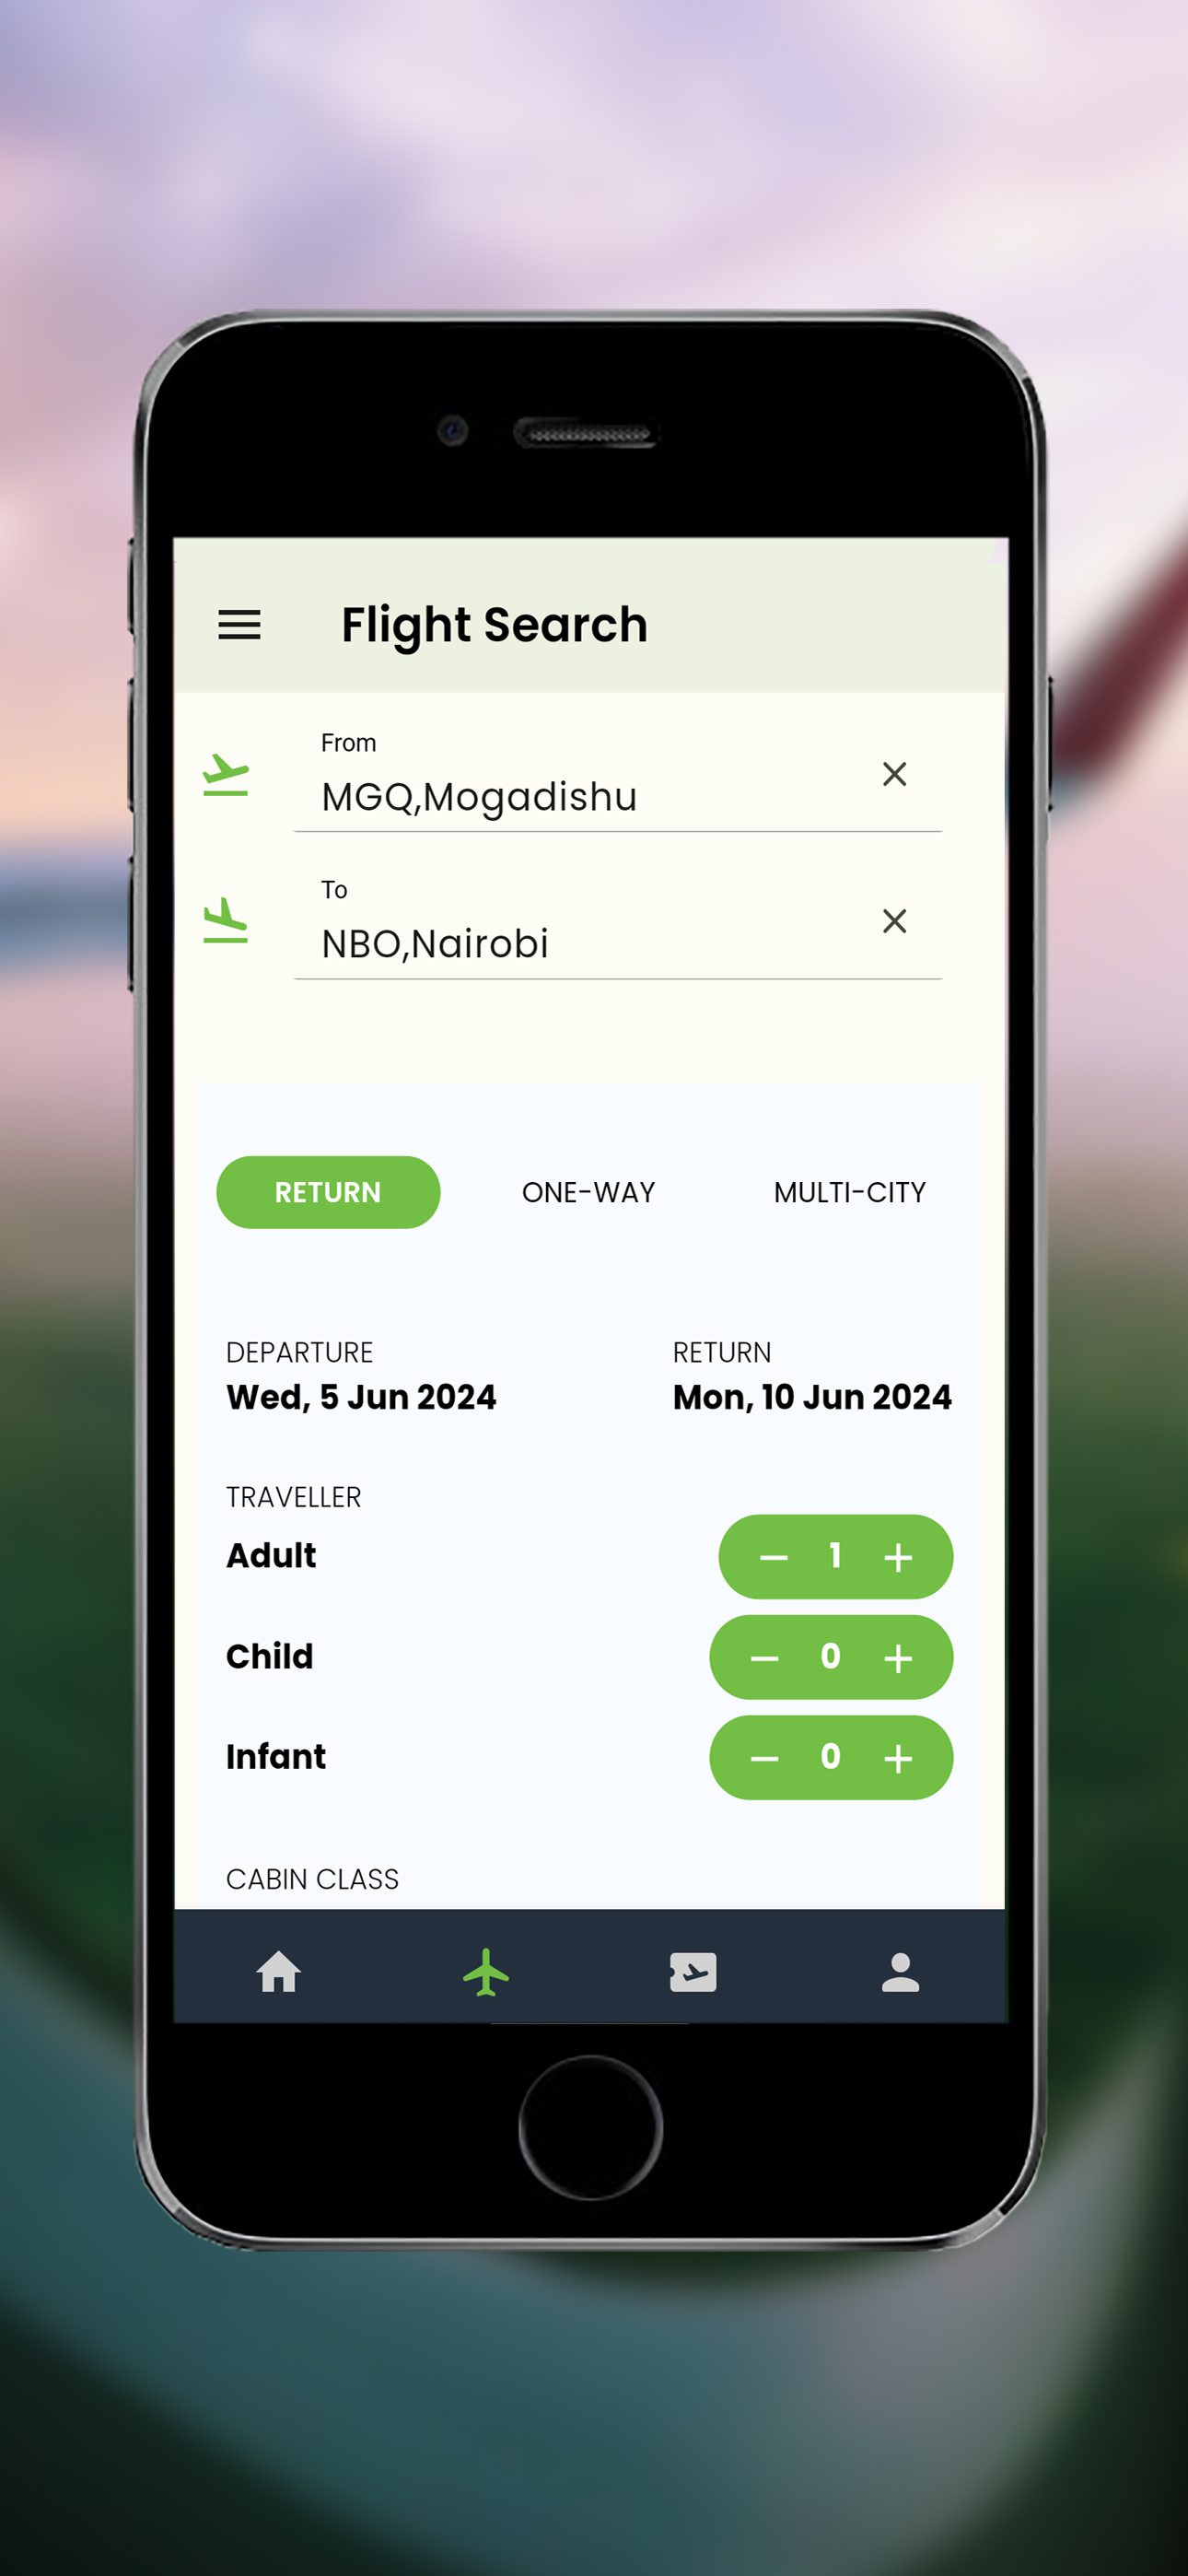 Flight Search
From
MGQ,Mogadishu
To
NBO,Nairobi
RETURN ONE-WAY MULTI-CITY
DEPARTURE RETURN
Wed, 5 Jun 2024 Mon, 10 Jun 2024
TRAVELLER
Adult 1
Child 0
Infant 0
CABIN CLASS